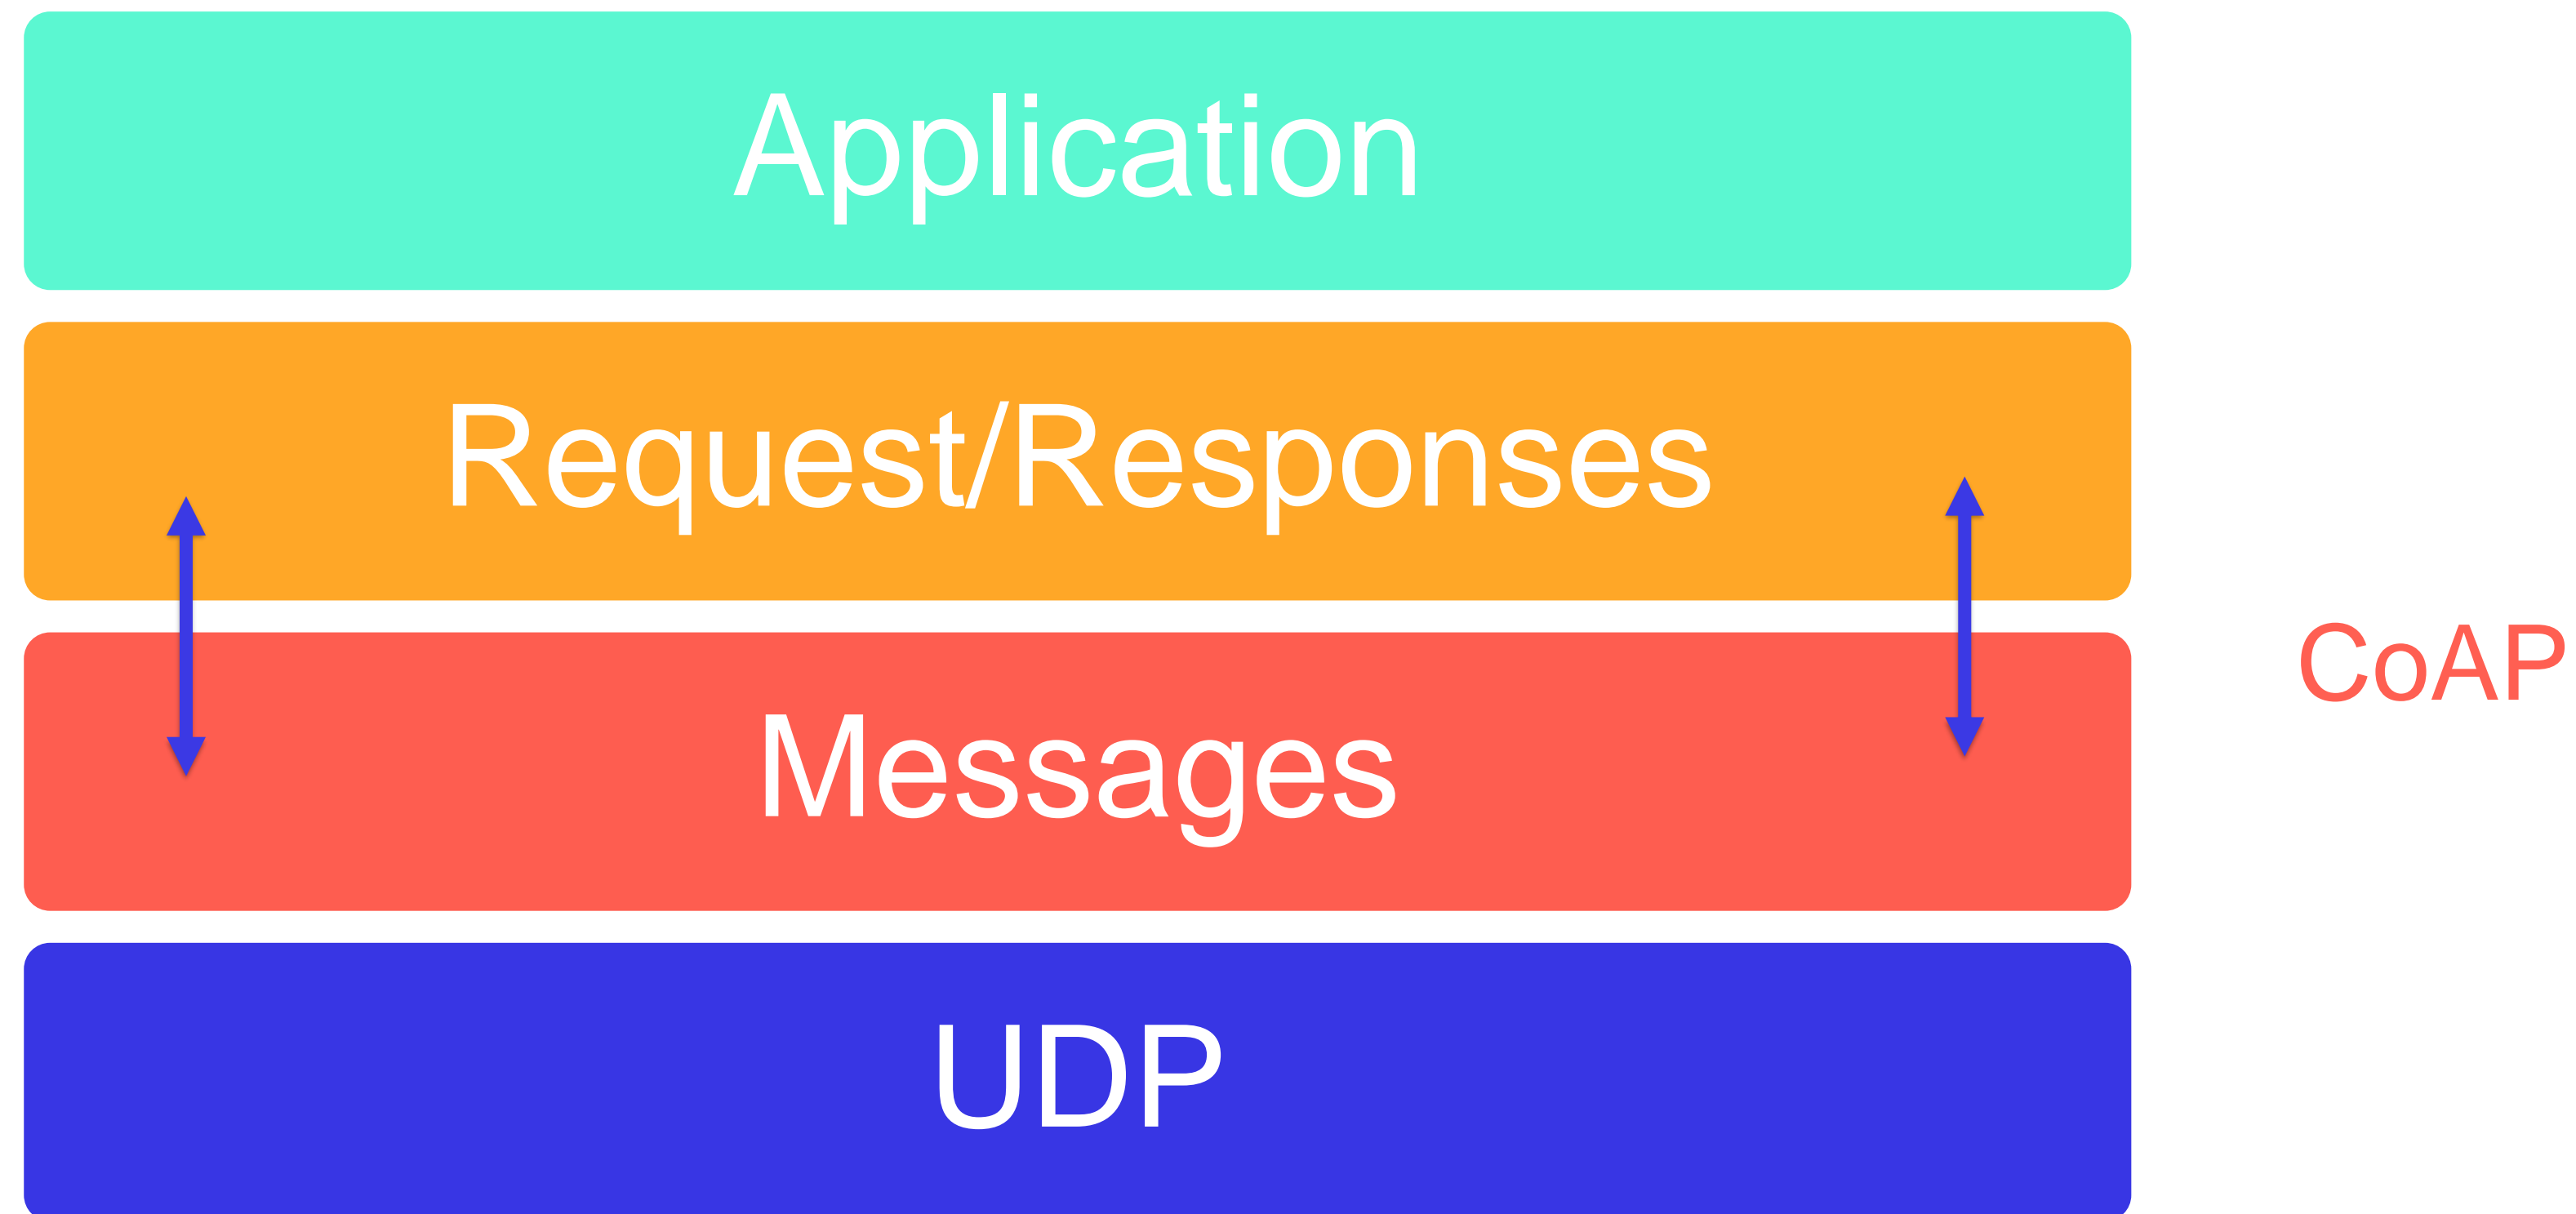 Application
Request/Responses
CoAP
Messages
UDP